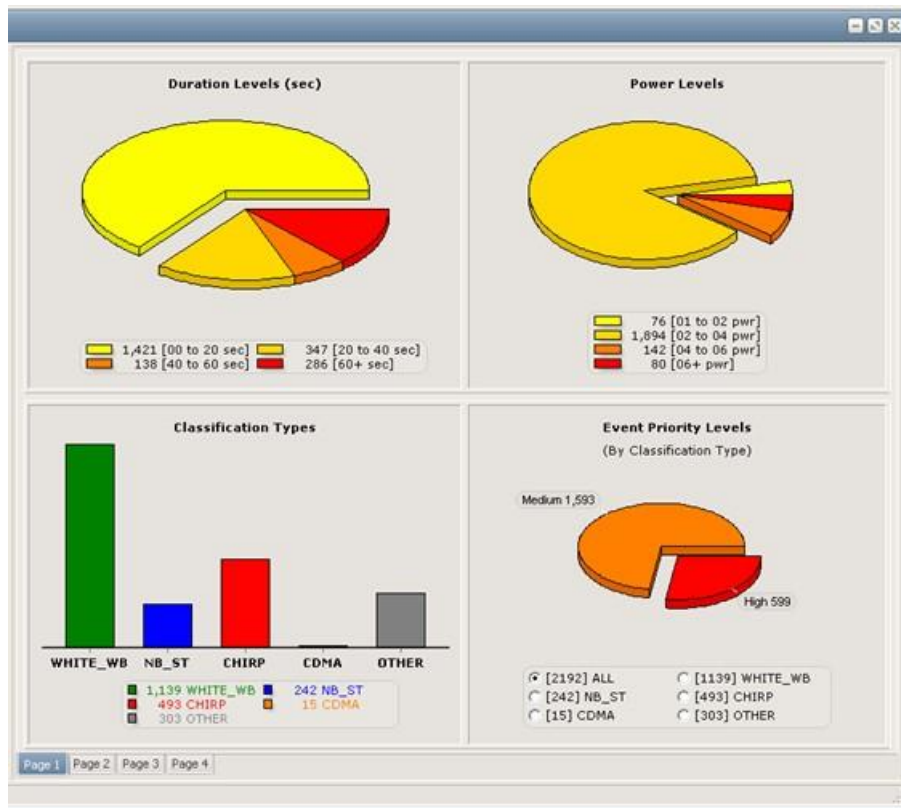 Duration Levels (sec)
1,421 [00 to 20 sec] 347 [20 to 40 sec]
138 [40 to 60 sec] 286 [60+ sec]
Power Levels
76 [01 to 02 pwr]
1,894 [02 to 04 pwr]
142 [04 to 06 pwr]
80 [06+ pwr]
Classification Types
WHITE_WB NB_ST CHIRP CDMA OTHER
1,139 WHITE_WB 242 NB_ST
493 CHIRP 15 CDMA
303 OTHER
Event Priority Levels
(By Classification Type)
Medium 1,593
High 599
[2192] ALL [1139] WHITE_WB
[242] NB_ST [493] CHIRP
[15] CDMA [303] OTHER
Page 1 Page 2 Page 3 Page 4